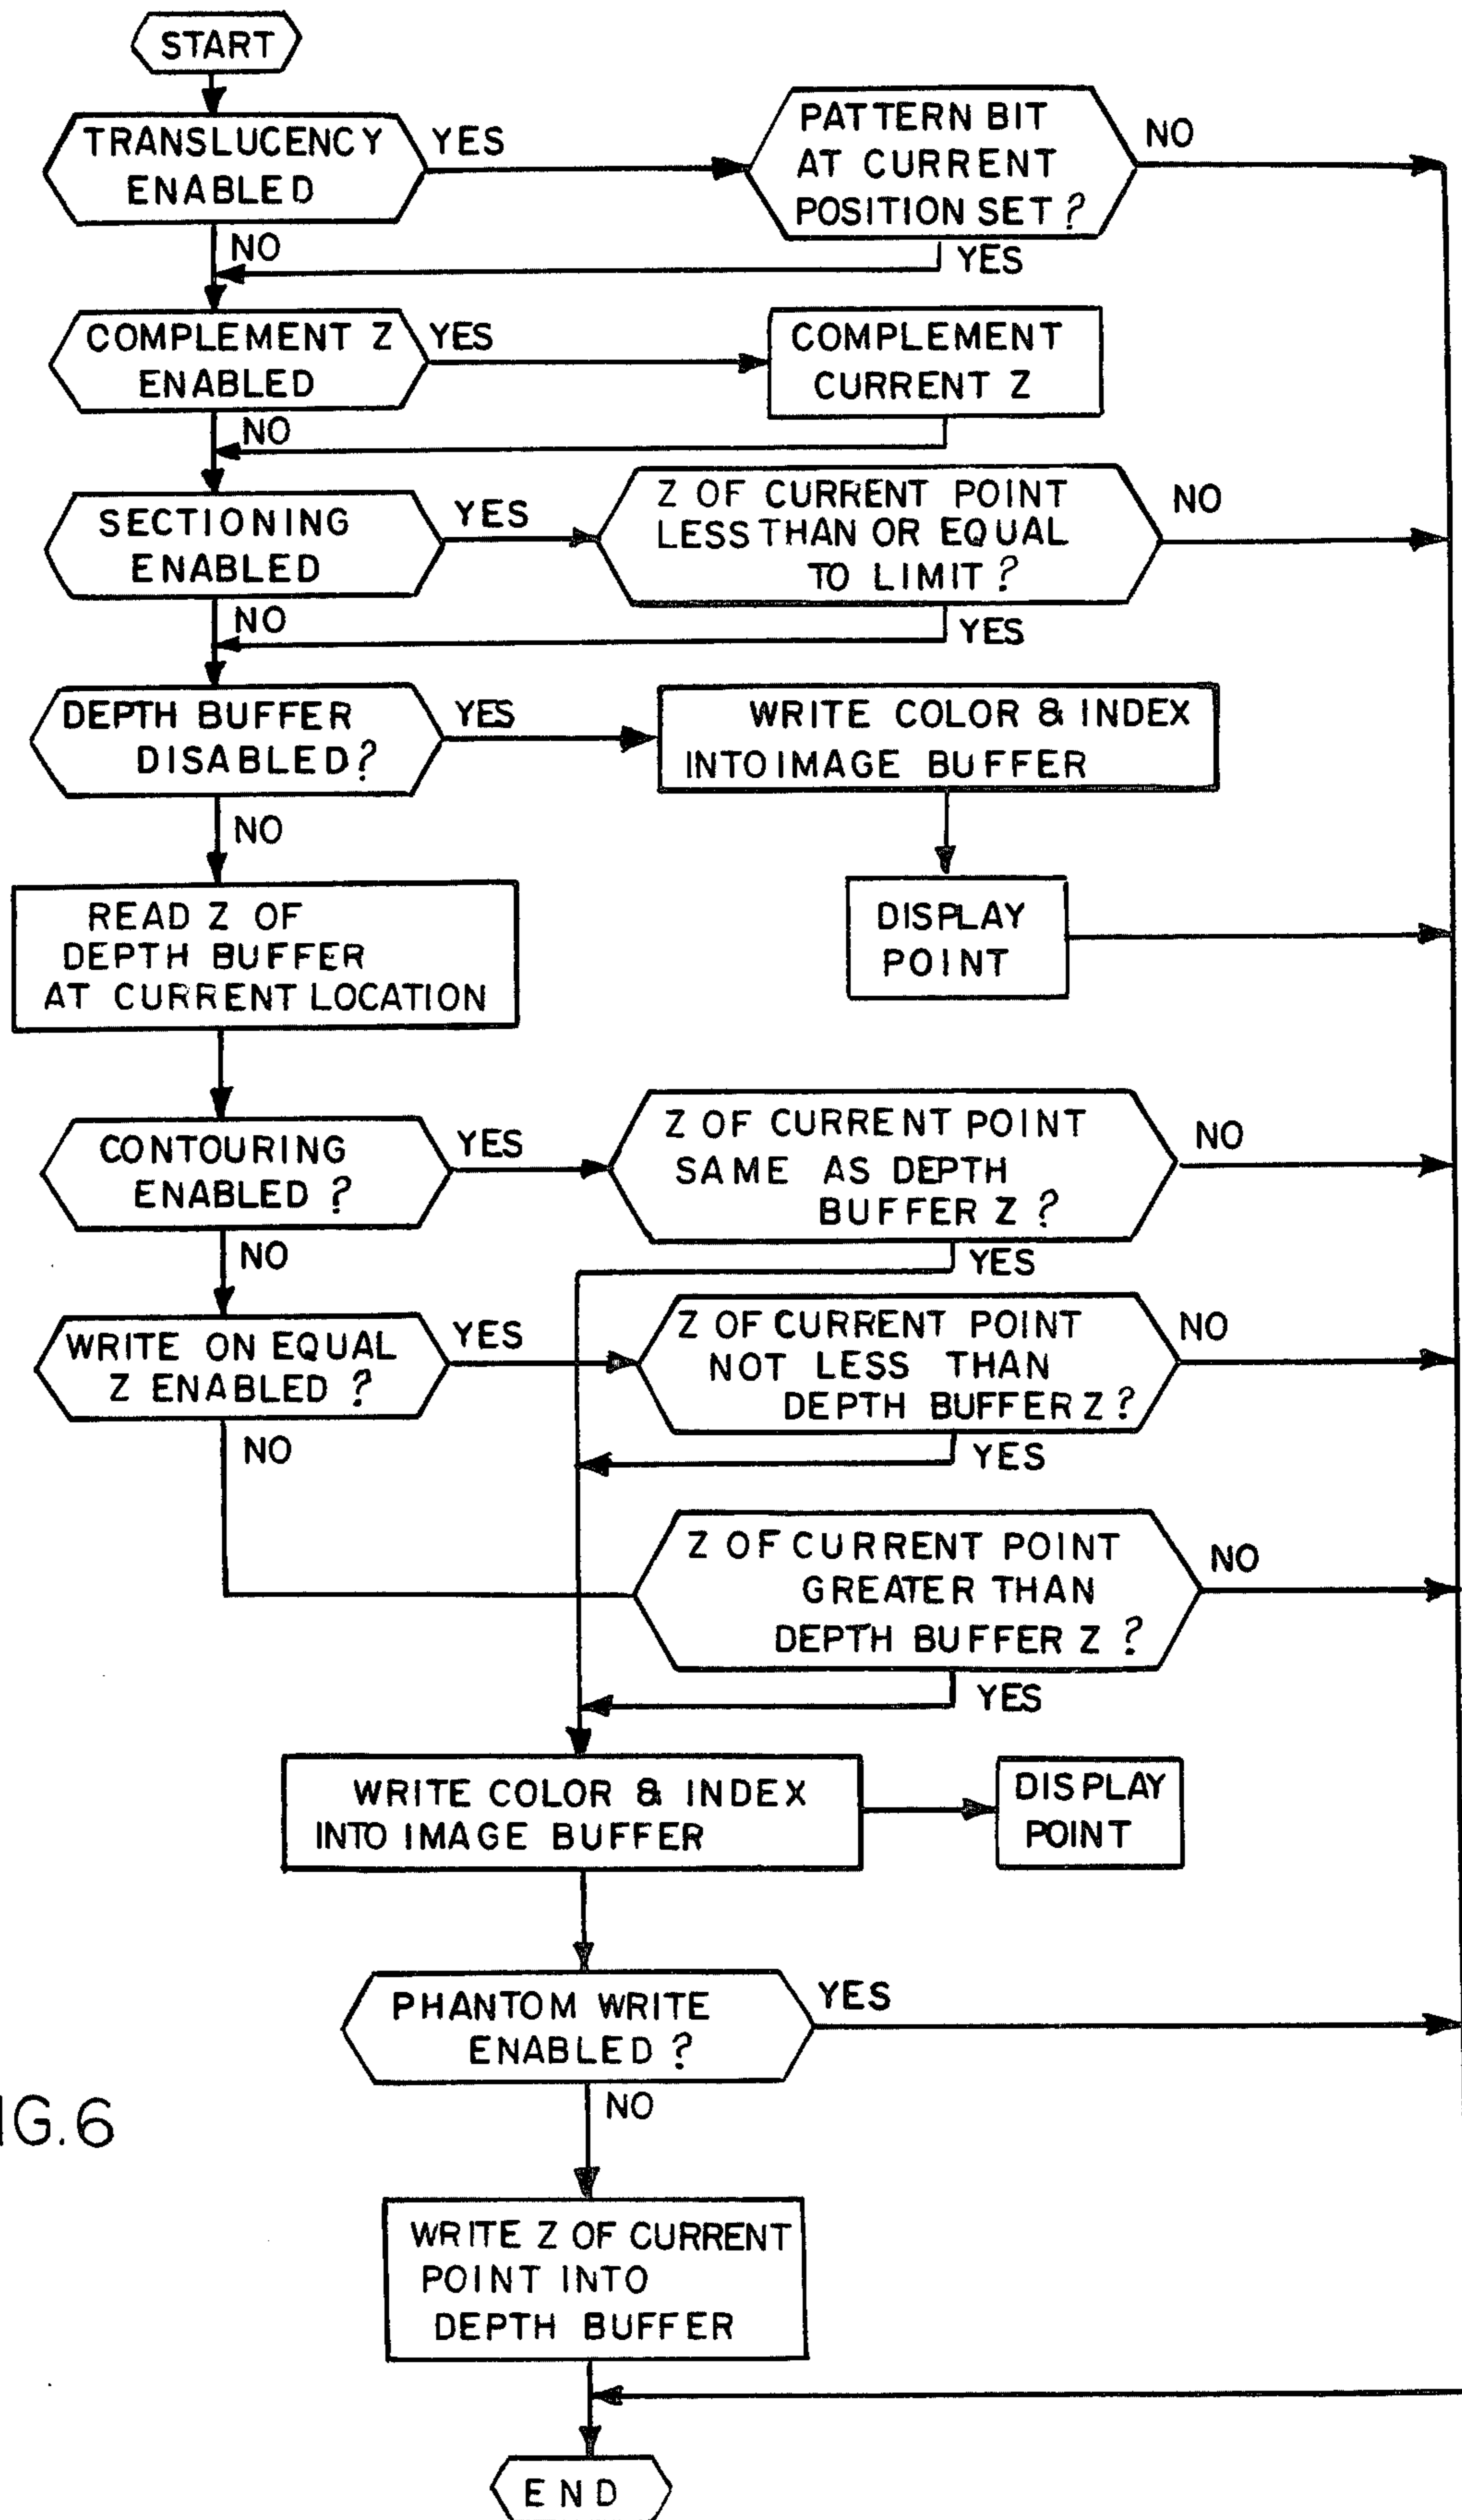 START
TRANSLUCENCY
ENABLED
YES
PATTERN BIT
AT CURRENT
POSITION SET?
NO
NO
YES
COMPLEMENT Z
ENABLED
YES
COMPLEMENT
CURRENT Z
NO
SECTIONING
ENABLED
YES
Z OF CURRENT POINT
LESS THAN OR EQUAL
TO LIMIT?
NO
NO
YES
DEPTH BUFFER
DISABLED?
YES
WRITE COLOR & INDEX
INTO IMAGE BUFFER
NO
READ Z OF
DEPTH BUFFER
AT CURRENT LOCATION
DISPLAY
POINT
CONTOURING
ENABLED ?
YES
Z OF CURRENT POINT
SAME AS DEPTH
BUFFER Z ?
NO
NO
YES
WRITE ON EQUAL
Z ENABLED ?
YES
Z OF CURRENT POINT
NOT LESS THAN
DEPTH BUFFER Z ?
NO
NO
YES
Z OF CURRENT POINT
GREATER THAN
DEPTH BUFFER Z ?
NO
YES
WRITE COLOR & INDEX
INTO IMAGE BUFFER
DISPLAY
POINT
PHANTOM WRITE
ENABLED ?
YES
NO
IG.6
WRITE Z OF CURRENT
POINT INTO
DEPTH BUFFER
END